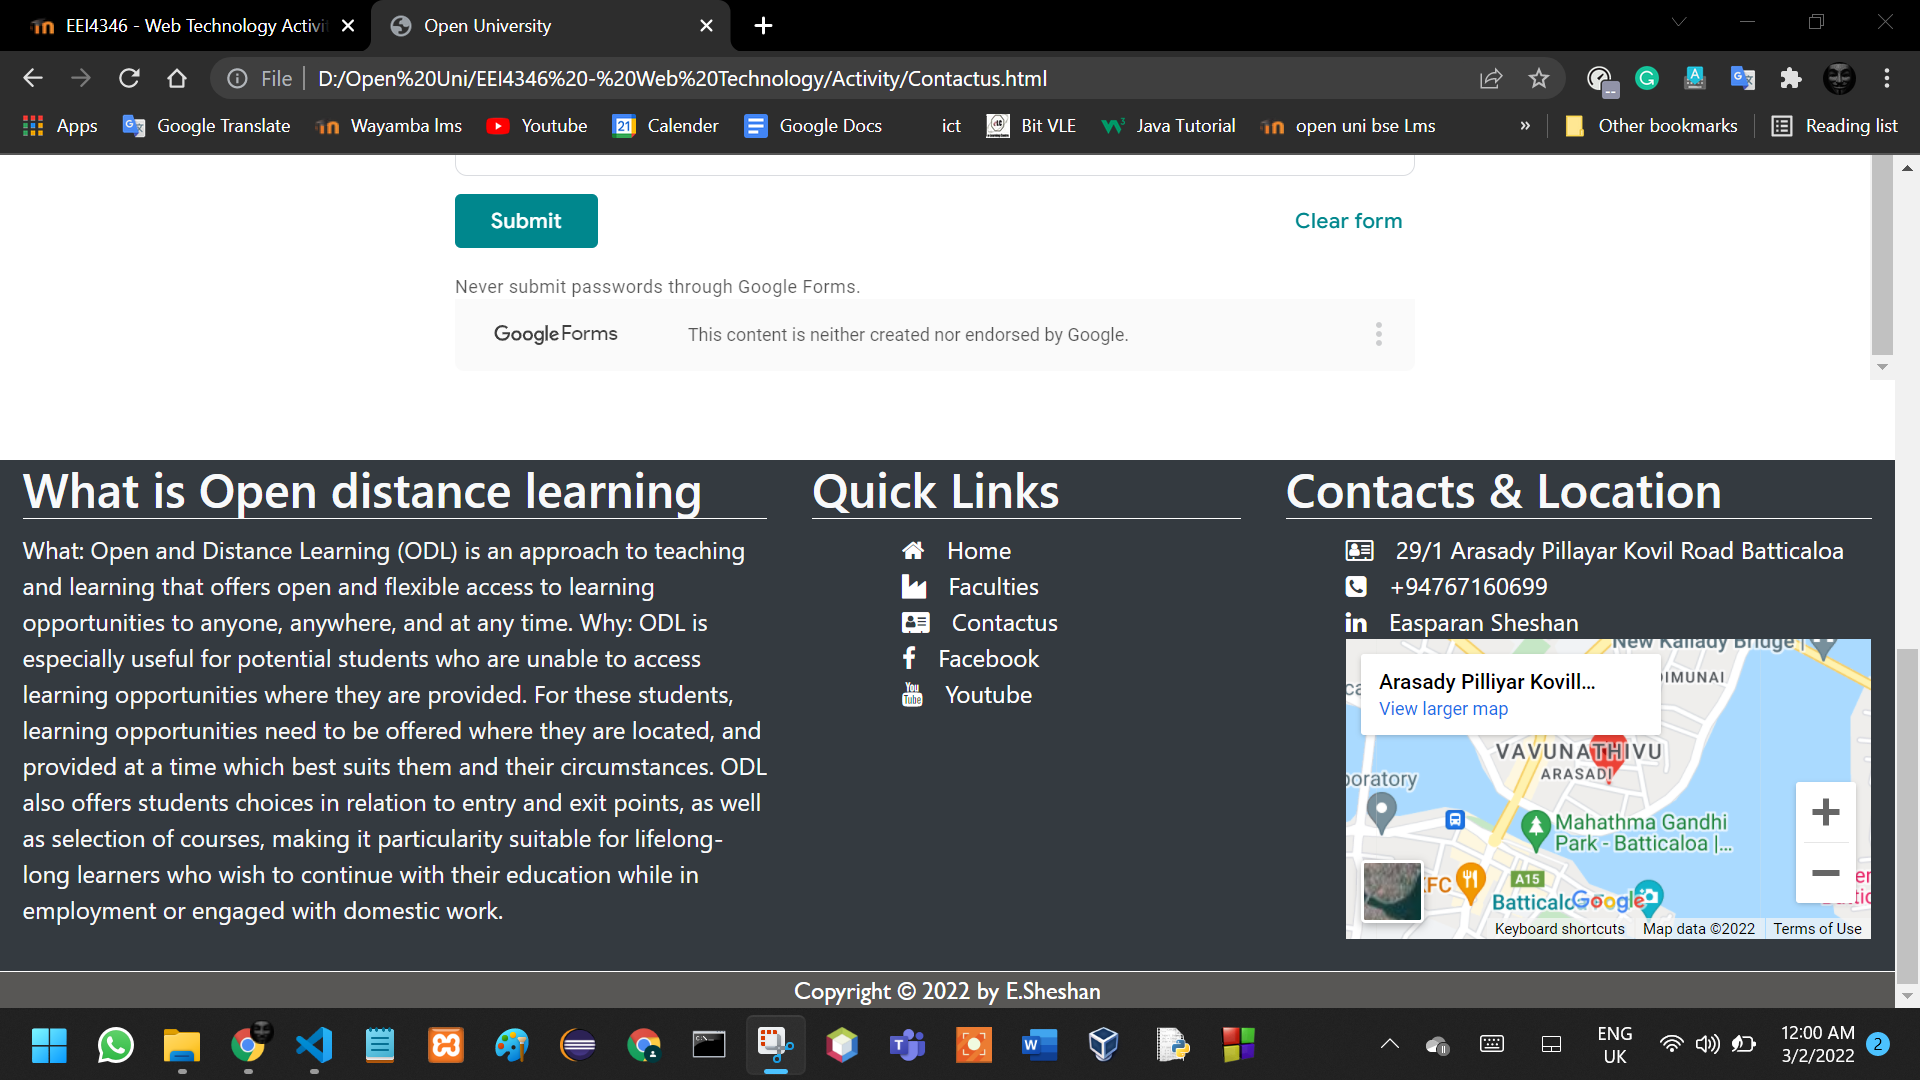 EEI4346 - Web Technology Activi
Open University
File
D:/Open%20Uni/EEI4346%20-%20Web%20Technology/Activity/Contactus.html
Apps
Google Translate
Wayamba lms
Youtube
Calender
Google Docs
ict
Bit VLE
Java Tutorial
open uni bse Lms
»
Other bookmarks
Reading list
Submit
Clear form
Never submit passwords through Google Forms.
Google Forms
This content is neither created nor endorsed by Google.
What is Open distance learning
What: Open and Distance Learning (ODL) is an approach to teaching
and learning that offers open and flexible access to learning
opportunities to anyone, anywhere, and at any time. Why: ODL is
especially useful for potential students who are unable to access
learning opportunities where they are provided. For these students,
learning opportunities need to be offered where they are located, and
provided at a time which best suits them and their circumstances. ODL
also offers students choices in relation to entry and exit points, as well
as selection of courses, making it particularity suitable for lifelong-
long learners who wish to continue with their education while in
employment or engaged with domestic work.
Quick Links
Home
Faculties
Contactus
Facebook
Youtube
Contacts & Location
29/1 Arasady Pillayar Kovil Road Batticaloa
+94767160699
Easparan Sheshan
New Kallady Bridge |
DIMUNAI
Arasady Pilliyar Kovill...
View larger map
VAVUNATHIVU
ARASADI
boratory
Mahathma Gandhi
Park - Batticaloa |...
KFC
A15
Batticalo
Google
Keyboard shortcuts
Map data ©2022
Terms of Use
Copyright © 2022 by E.Sheshan
ENG
UK
12:00 AM
3/2/2022
2